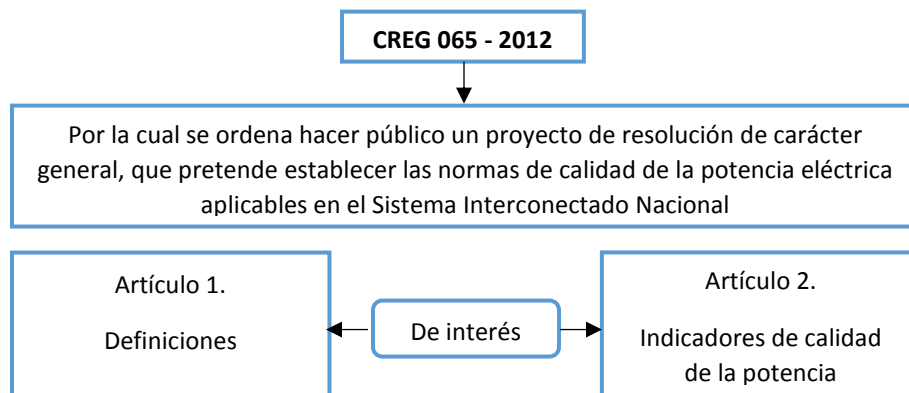 CREG 065 - 2012
Por la cual se ordena hacer público un proyecto de resolución de carácter
general, que pretende establecer las normas de calidad de la potencia eléctrica
aplicables en el Sistema Interconectado Nacional
Artículo 1.
Definiciones
De interés
Artículo 2.
Indicadores de calidad
de la potencia